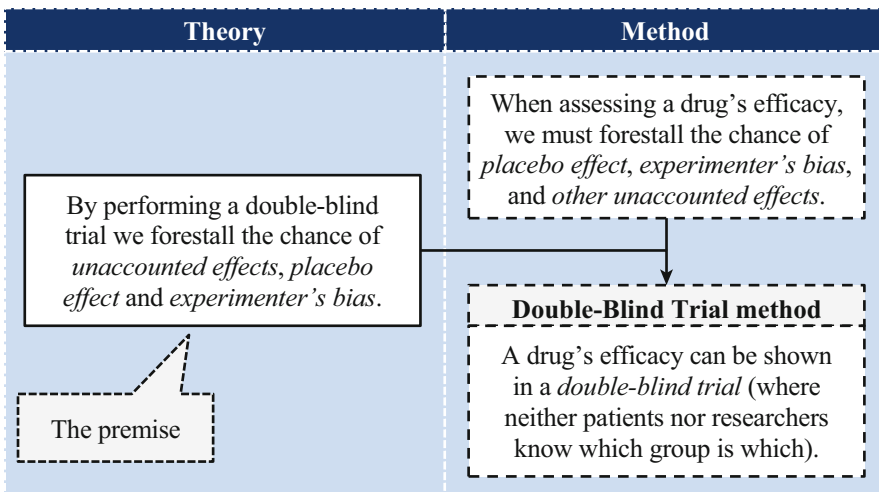 Theory
Method
When assessing a drug’s efficacy,
we must forestall the chance of
placebo effect, experimenter’s bias,
and other unaccounted effects.
By performing a double-blind
trial we forestall the chance of
unaccounted effects, placebo
effect and experimenter’s bias.
Double-Blind Trial method
A drug’s efficacy can be shown
in a double-blind trial (where
neither patients nor researchers
know which group is which).
The premise